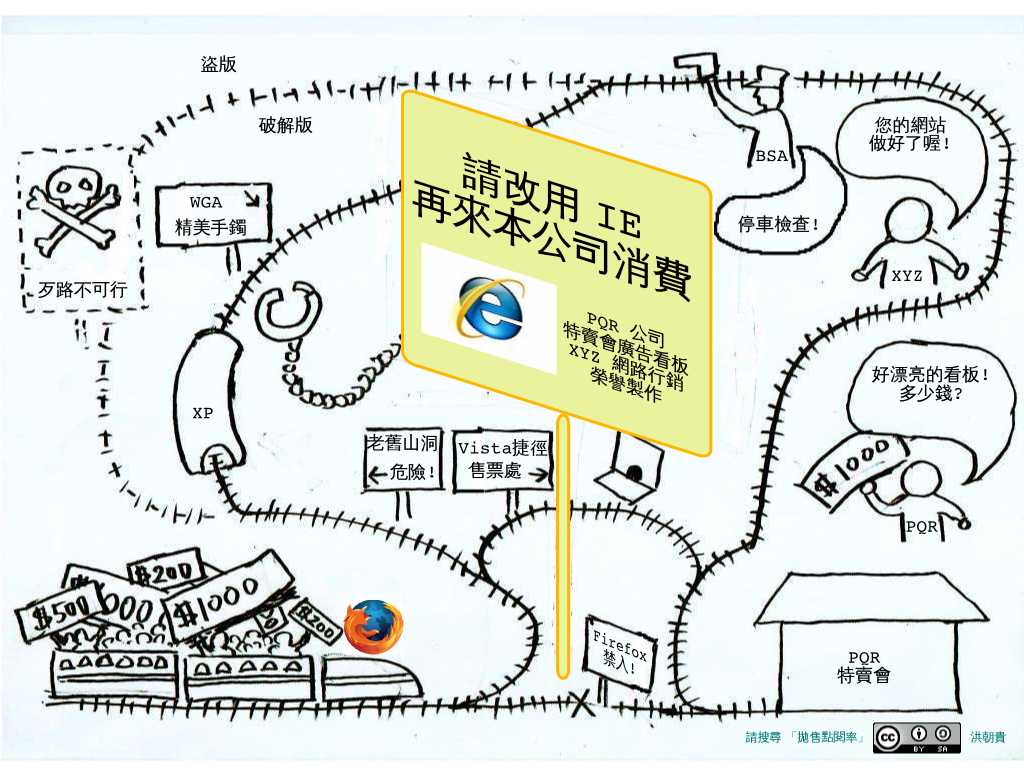 盜版
破解版
BSA
您的網站
做好了喔!
WGA
精美手鐲
停車檢查!
XYZ
歹路不可行
請改用 IE
再來本公司消費
PQR 公司
特賣會廣告看板
XYZ 網路行銷
榮譽製作
XP
好漂亮的看板!
多少錢?
$1000
PQR
老舊山洞
危險!
Vista捷徑
售票處
$200
$500
000
$1000
$200
Firefox
禁入!
PQR
特賣會
請搜尋 「拋售點閱率」
cc
BY SA
洪朝貴